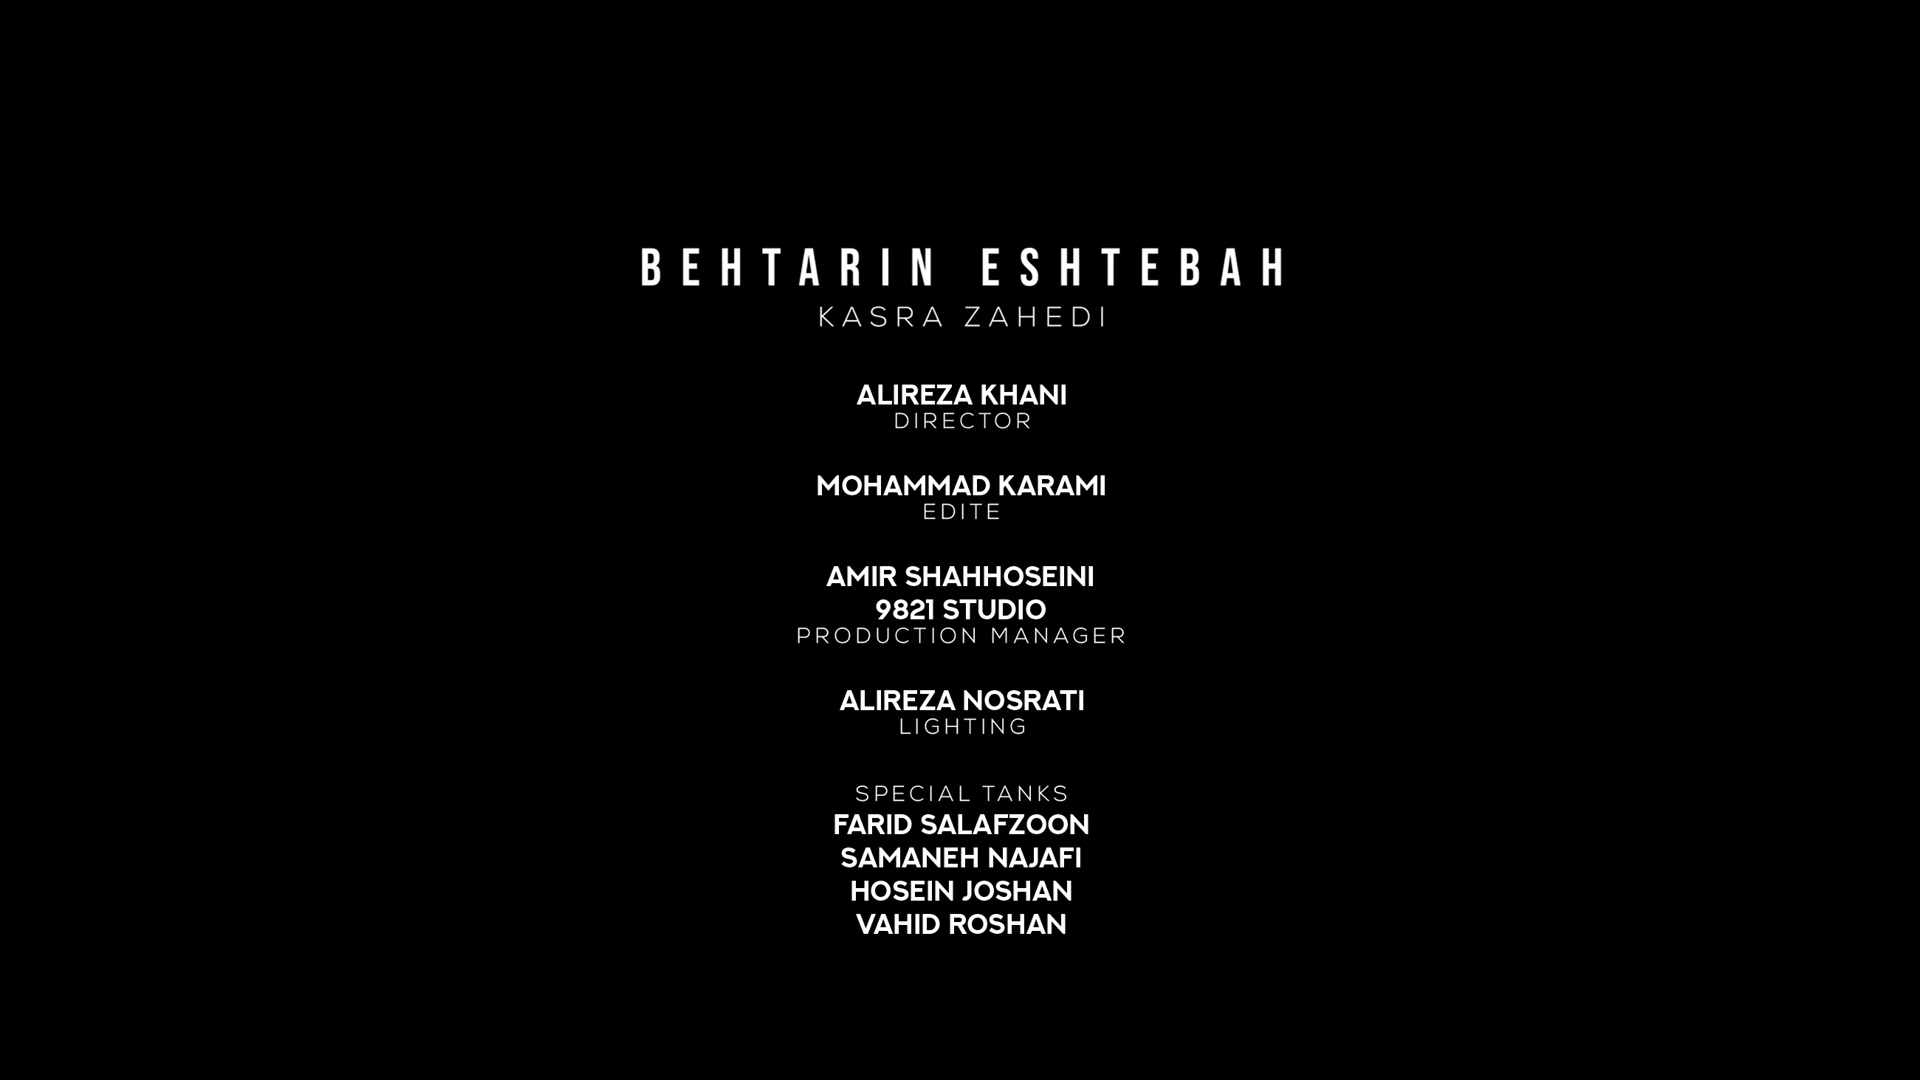 BEHTARIN ESHTEBAH
KASRA ZAHEDI
ALIREZA KHANI
DIRECTOR
MOHAMMAD KARAMI
EDITE
AMIR SHAHHOSEINI
9821 STUDIO
PRODUCTION MANAGER
ALIREZA NOSRATI
LIGHTING
SPECIAL TANKS
FARID SALAFZOON
SAMANEH NAJAFI
HOSEIN JOSHAN
VAHID ROSHAN